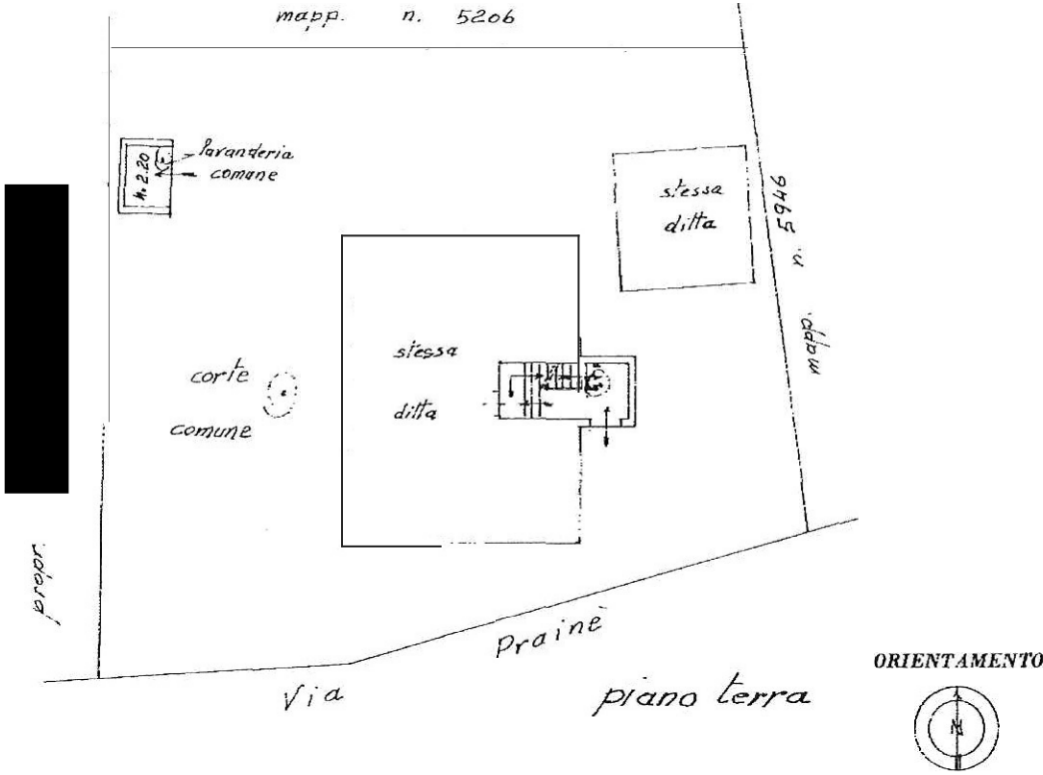 mapp. n. 5206
lavanderia
comune
H. 2.20
stessa
ditta
mapp. n. 5946
stessa
ditta
corte
comune
propr.
Via Prainè
piano terra
ORIENTAMENTO
N